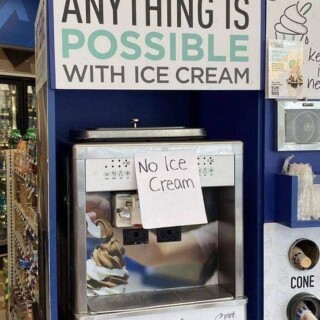 ANYTHING IS
POSSIBLE
WITH ICE CREAM
No Ice
Cream
CONE